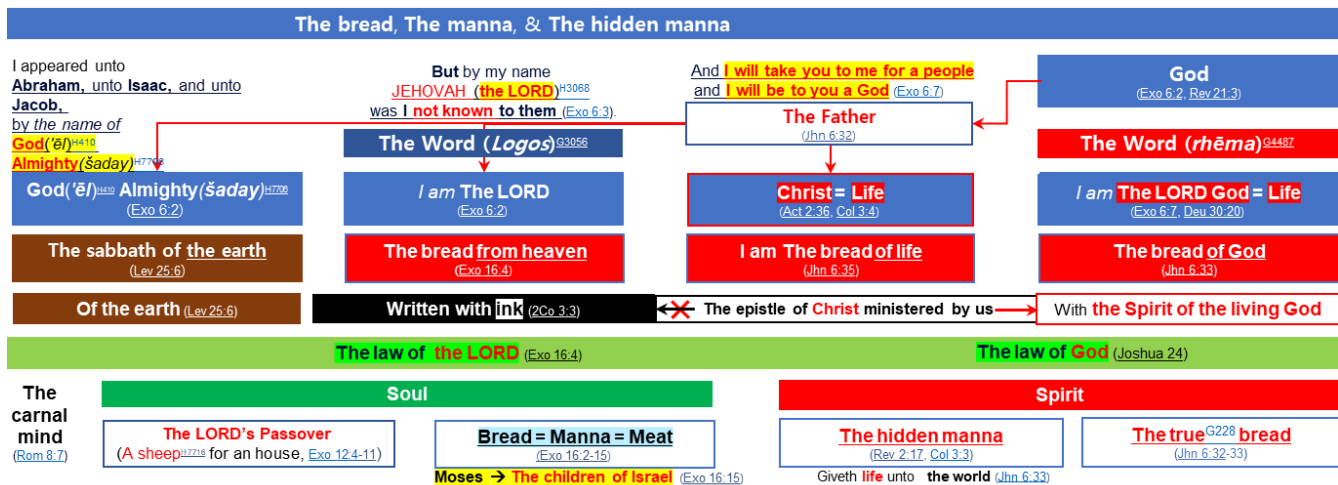 The bread, The manna, & The hidden manna
I appeared unto
Abraham, unto Isaac, and unto
Jacob,
by the name of
God('ēl)H410
Almighty(šaday)H7706
But by my name
JEHOVAH (the LORD)H3068
was I not known to them (Exo 6:3).
And I will take you to me for a people
and I will be to you a God (Exo 6:7)
God
(Exo 6:2, Rev 21:3)
The Father
(Jhn 6:32)
The Word (Logos)G3056
The Word (rhēma)G4487
God('ēl)H410 Almighty(šaday)H7706
(Exo 6:2)
I am The LORD
(Exo 6:2)
Christ = Life
(Act 2:36, Col 3:4)
I am The LORD God = Life
(Exo 6:7, Deu 30:20)
The sabbath of the earth
(Lev 25:6)
The bread from heaven
(Exo 16:4)
I am The bread of life
(Jhn 6:35)
The bread of God
(Jhn 6:33)
Of the earth (Lev 25:6)
Written with ink (2Co 3:3)
The epistle of Christ ministered by us
With the Spirit of the living God
The law of the LORD (Exo 16:4)
The law of God (Joshua 24)
The
carnal
mind
(Rom 8:7)
Soul
Spirit
The LORD's Passover
(A sheepH7716 for an house, Exo 12:4-11)
Bread = Manna = Meat
(Exo 16:2-15)
Moses → The children of Israel (Exo 16:15)
The hidden manna
(Rev 2:17, Col 3:3)
Giveth life unto the world (Jhn 6:33)
The trueG228 bread
(Jhn 6:32-33)